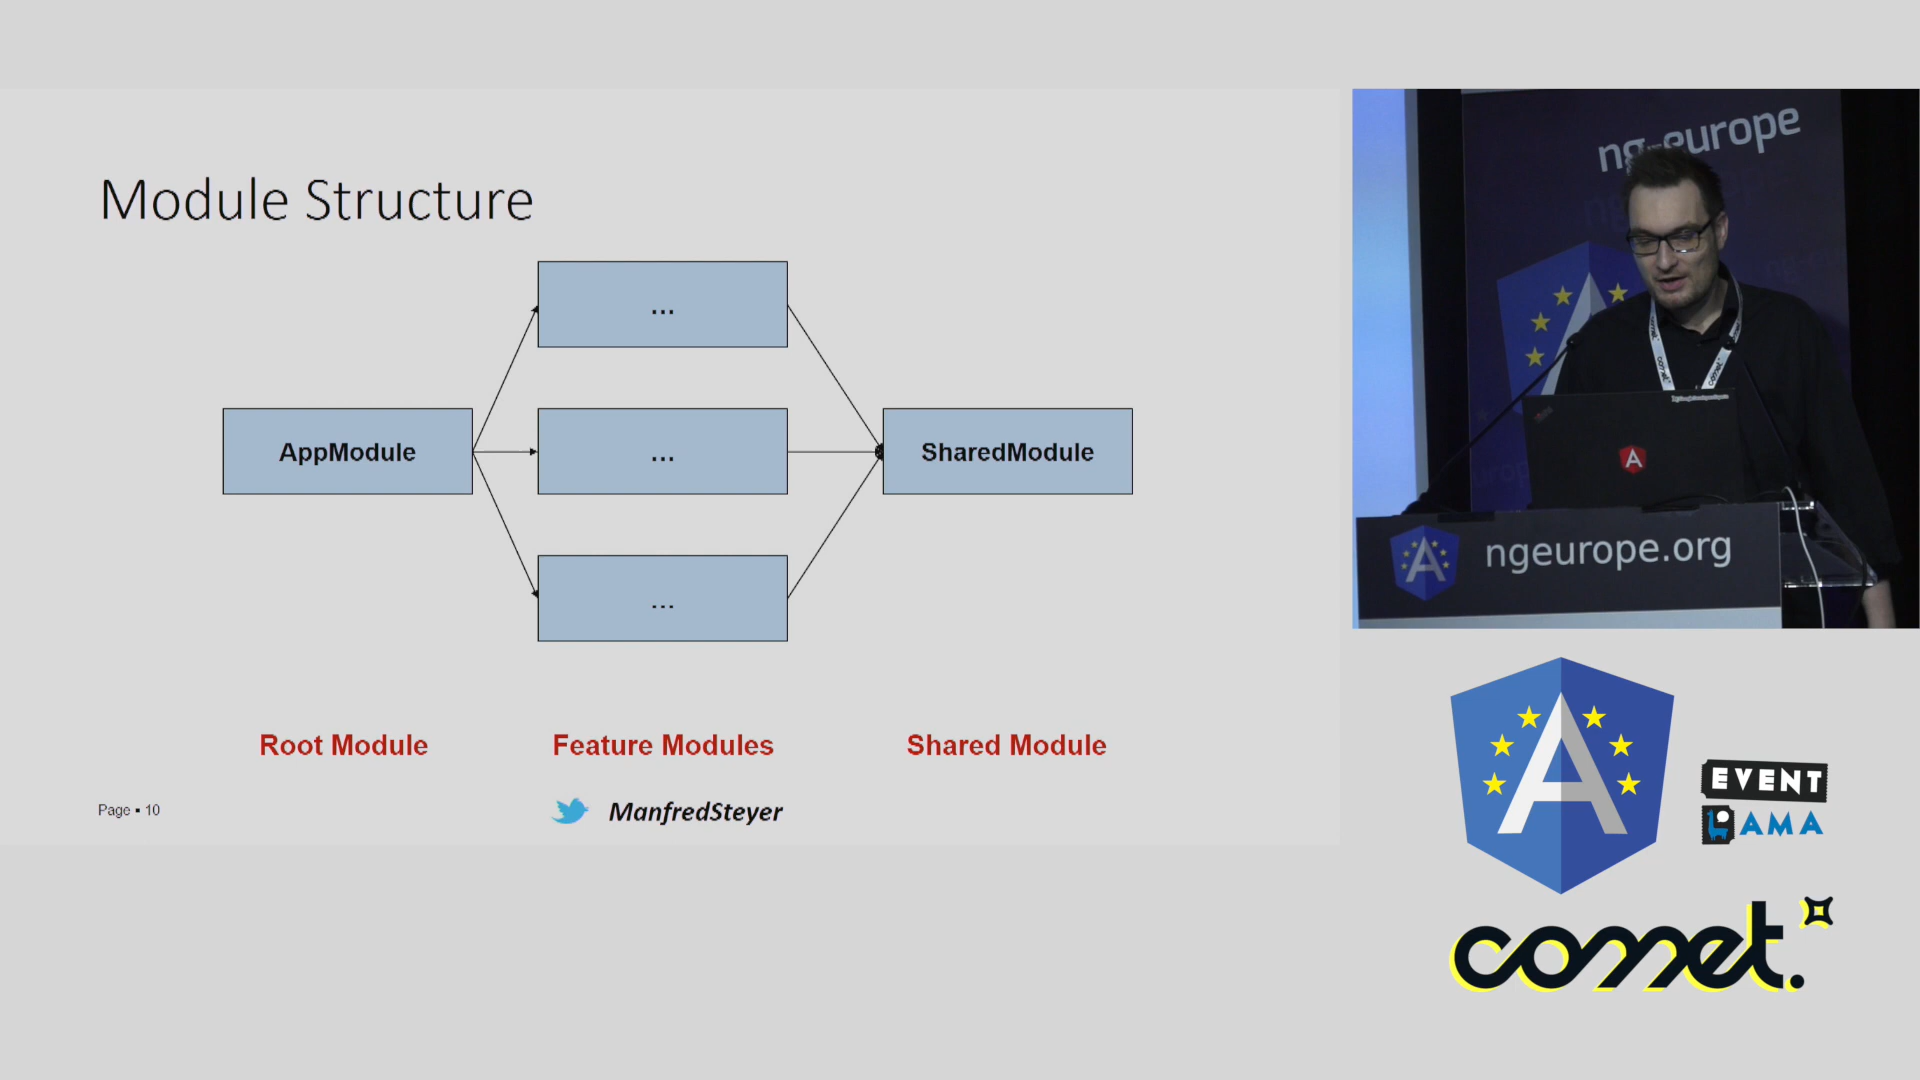 Module Structure
...
AppModule
...
SharedModule
...
Root Module
Feature Modules
Shared Module
Page ▪ 10
ManfredSteyer
ng-europe
ngeurope.org
EVENT
LAMA
comet.